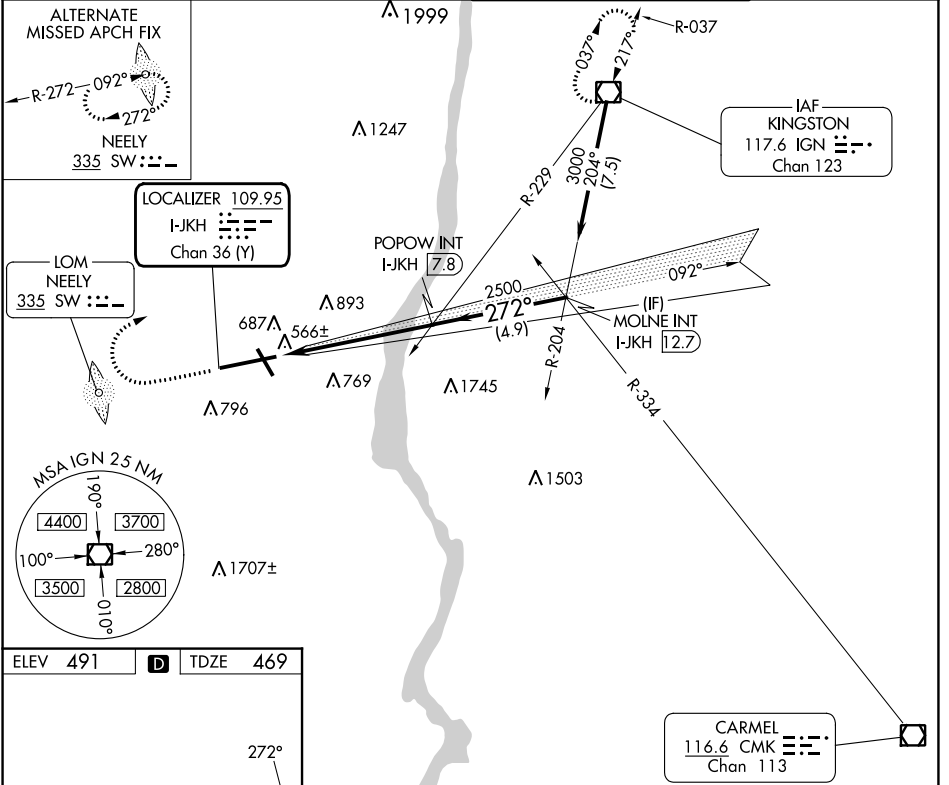 ALTERNATE
MISSED APCH FIX
R-272
092°
272°
NEELY
335 SW
1999
R-037
037°
217°
1247
IAF
KINGSTON
117.6 IGN
Chan 123
3000
204°
(7.5)
R-229
LOCALIZER 109.95
I-JKH
Chan 36 (Y)
POPOW INT
I-JKH 7.8
LOM
NEELY
335 SW
092°
2500
272°
(4.9)
(IF)
MOLNE INT
I-JKH 12.7
893
687
566±
R-204
769
1745
796
R-334
1503
MSA IGN 25 NM
190°
4400
3700
100°
280°
3500
2800
010°
1707±
ELEV 491
D
TDZE 469
272°
CARMEL
116.6 CMK
Chan 113